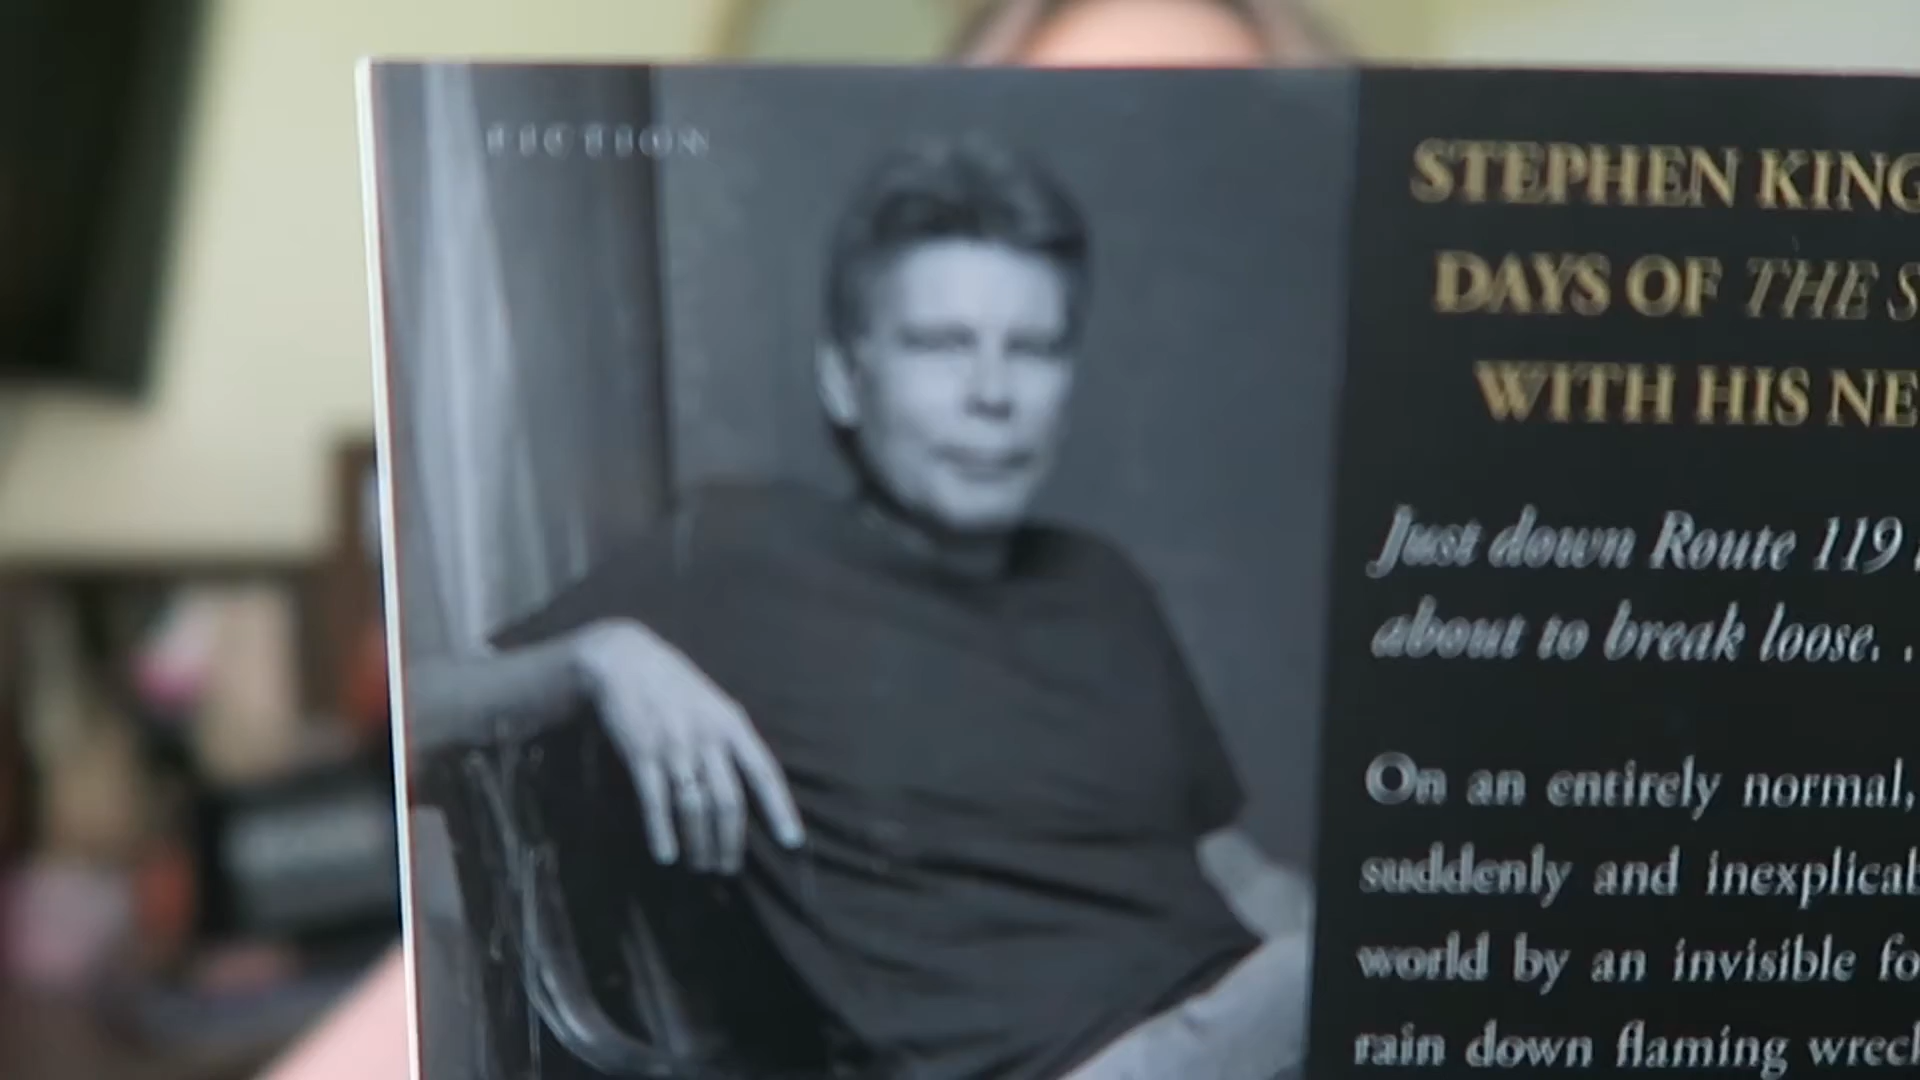 FICTION
STEPHEN KING
DAYS OF THE S
WITH HIS NE
Just down Route 119
about to break loose. .
On an entirely normal,
suddenly and inexplicab
world by an invisible fo
rain down flaming wreck